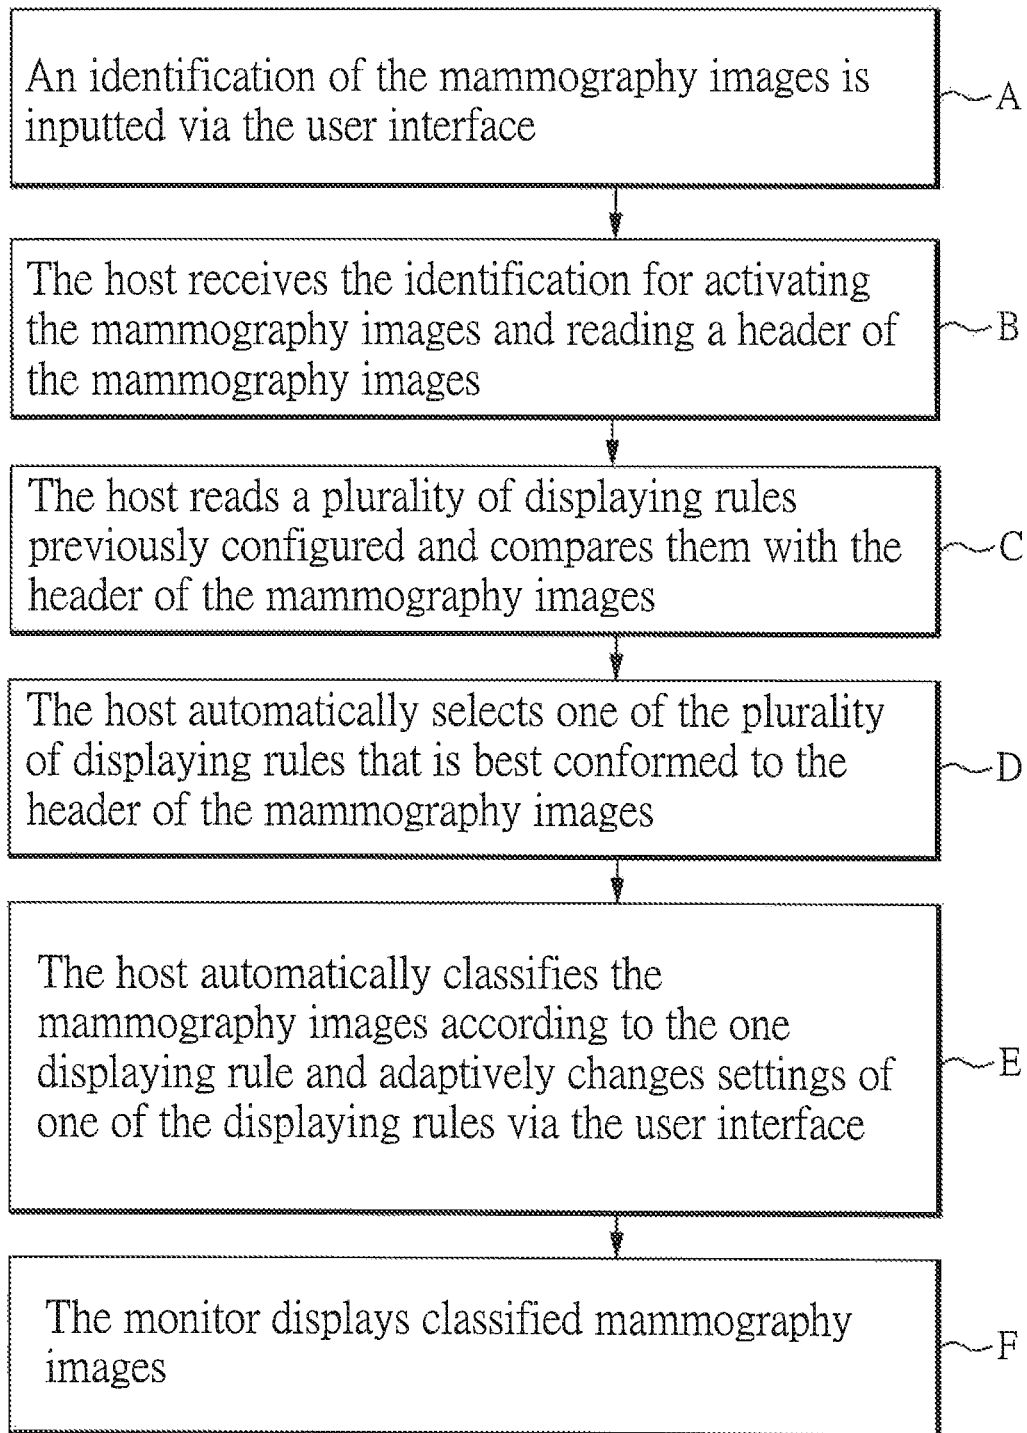 An identification of the mammography images is
inputted via the user interface
A
The host receives the identification for activating
the mammography images and reading a header of
the mammography images
B
The host reads a plurality of displaying rules
previously configured and compares them with the
header of the mammography images
C
The host automatically selects one of the plurality
of displaying rules that is best conformed to the
header of the mammography images
D
The host automatically classifies the
mammography images according to the one
displaying rule and adaptively changes settings of
one of the displaying rules via the user interface
E
The monitor displays classified mammography
images
F